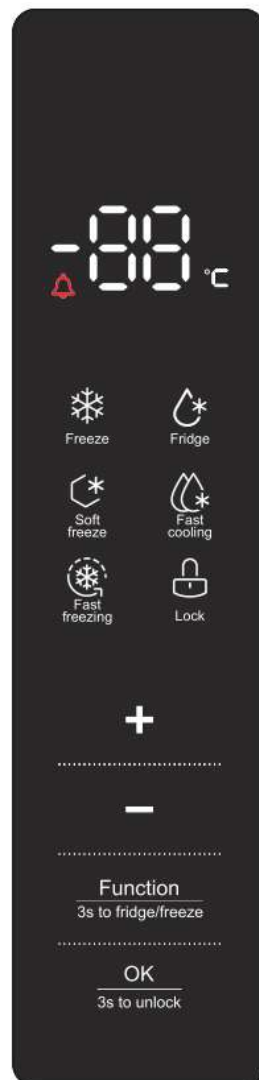 -88 °C
Freeze Fridge
Soft Fast
freeze cooling
Fast
freezing Lock
+
−
Function
3s to fridge/freeze
OK
3s to unlock